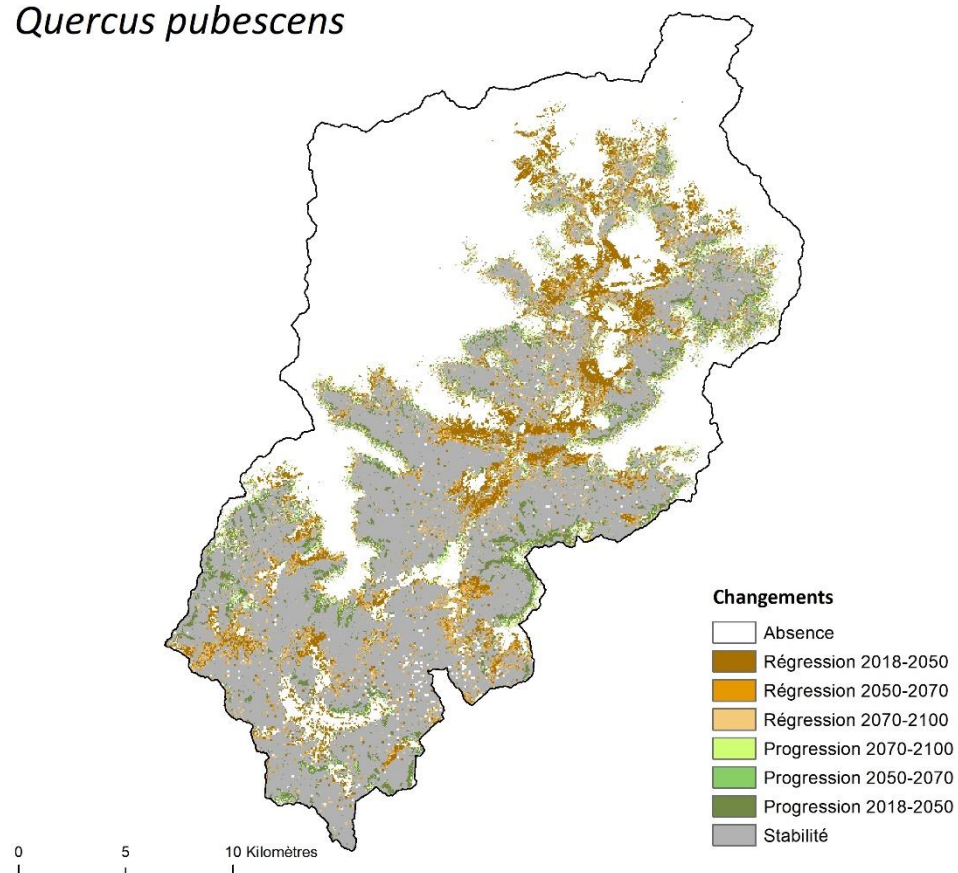 Quercus pubescens
Changements
Absence
Régression 2018-2050
Régression 2050-2070
Régression 2070-2100
Progression 2070-2100
Progression 2050-2070
Progression 2018-2050
Stabilité
0 5 10 Kilomètres